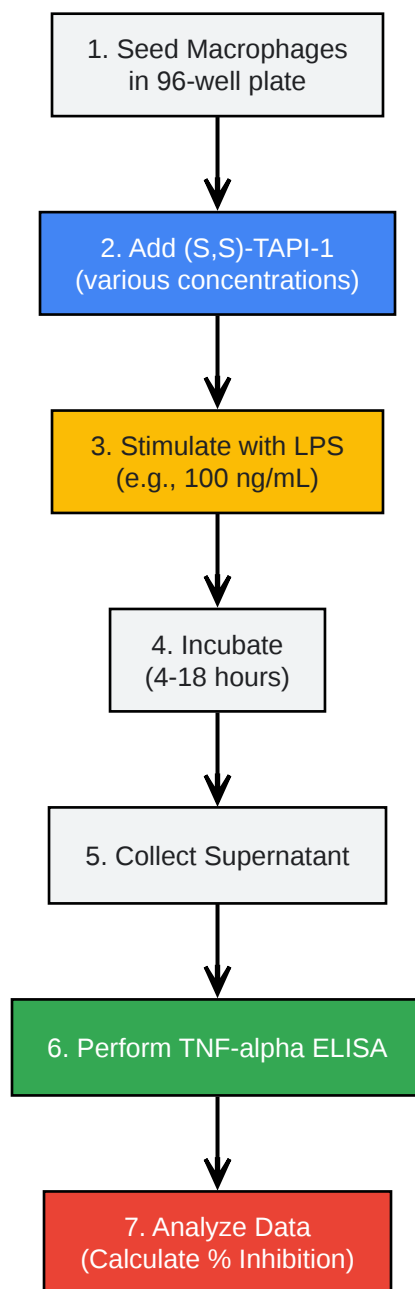 1. Seed Macrophages
in 96-well plate
2. Add (S,S)-TAPI-1
(various concentrations)
3. Stimulate with LPS
(e.g., 100 ng/mL)
4. Incubate
(4-18 hours)
5. Collect Supernatant
6. Perform TNF-alpha ELISA
7. Analyze Data
(Calculate % Inhibition)